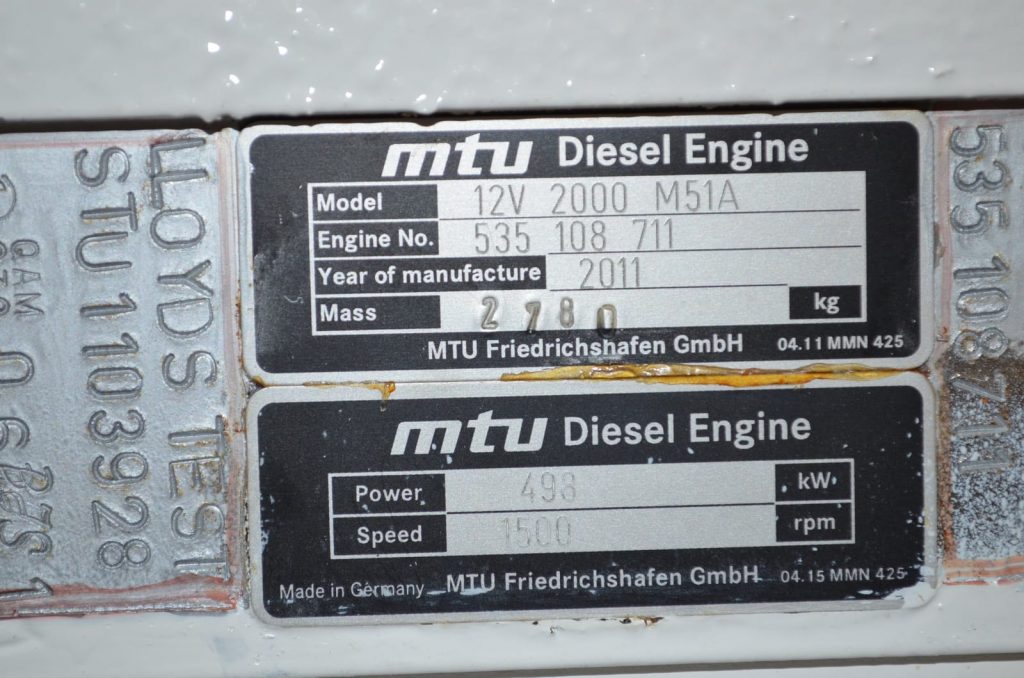 mtu Diesel Engine
Model 12V 2000 M51A
Engine No. 535 108 711
Year of manufacture 2011
Mass 2780 kg
MTU Friedrichshafen GmbH 04.11 MMN 425
mtu Diesel Engine
Power 498 kW
Speed 1500 rpm
Made in Germany MTU Friedrichshafen GmbH 04.15 MMN 425
LLOYDS TEST
STU 1103928
QAM
535 108 711